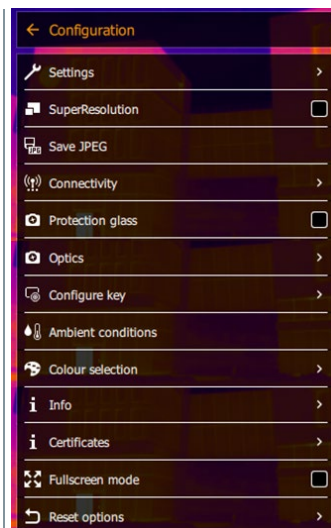 Configuration
Settings
SuperResolution
JPG
Save JPEG
Connectivity
Protection glass
Optics
Configure key
Ambient conditions
Colour selection
i Info
i Certificates
Fullscreen mode
Reset options